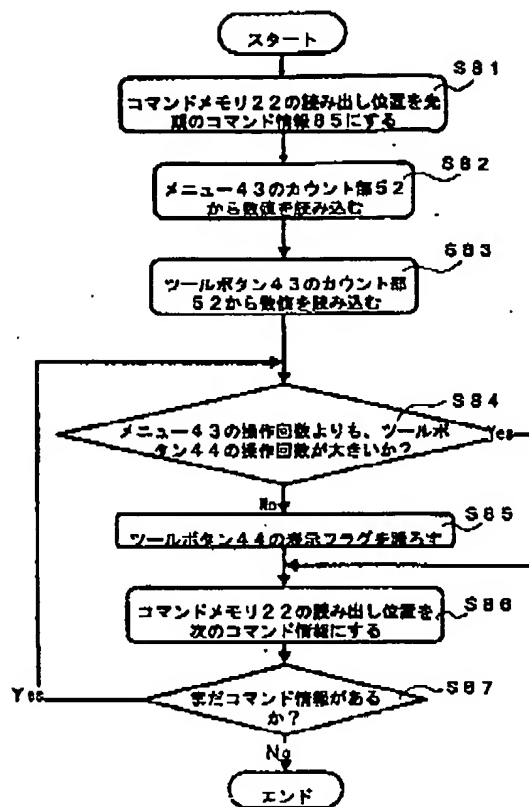 スタート
S81
コマンドメモリ22の読み出し位置を先
頭のコマンド情報85にする
S82
メニュー43のカウント部52
から数値を読み込む
S83
ツールボタン43のカウント部
52から数値を読み込む
S84
メニュー43の操作回数よりも、ツールボ
タン44の操作回数が大きいか?
Yes
No
S85
ツールボタン44の表示フラグを降ろす
S86
コマンドメモリ22の読み出し位置を
次のコマンド情報にする
S87
まだコマンド情報がある
か?
Yes
No
エンド